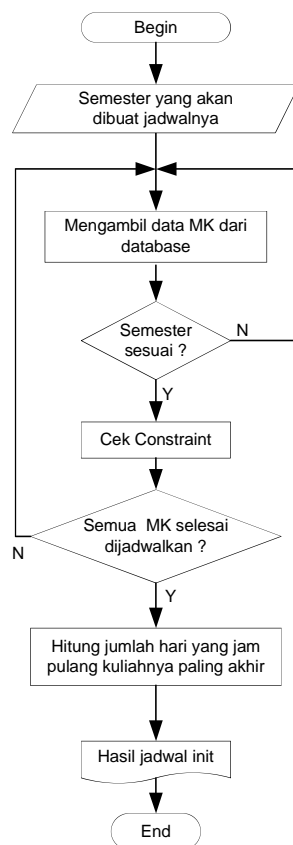 Begin
Semester yang akan
dibuat jadwalnya
Mengambil data MK dari
database
Semester
sesuai ?
N
Y
Cek Constraint
Semua MK selesai
dijadwalkan ?
N
Y
Hitung jumlah hari yang jam
pulang kuliahnya paling akhir
Hasil jadwal init
End